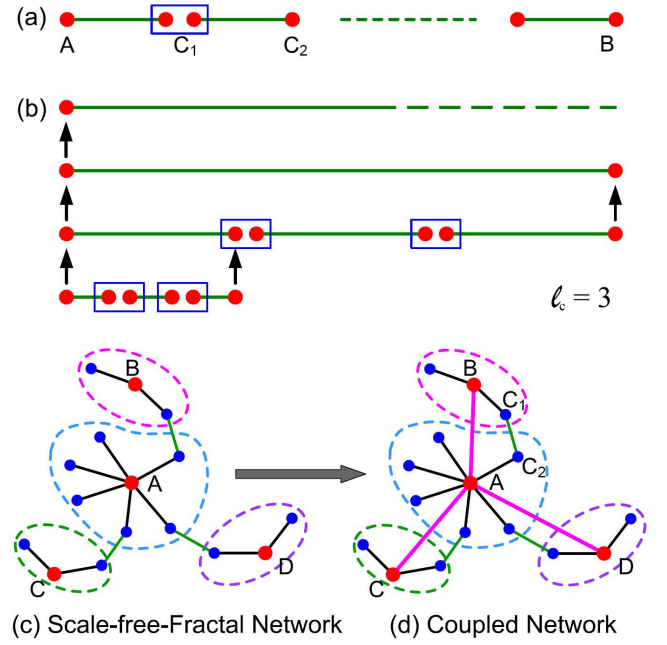 (a)
A C₁ C₂ B
(b)
ℓc = 3
B
A
C
D
B
C₁
C₂
A
C
D
(c) Scale-free-Fractal Network
(d) Coupled Network